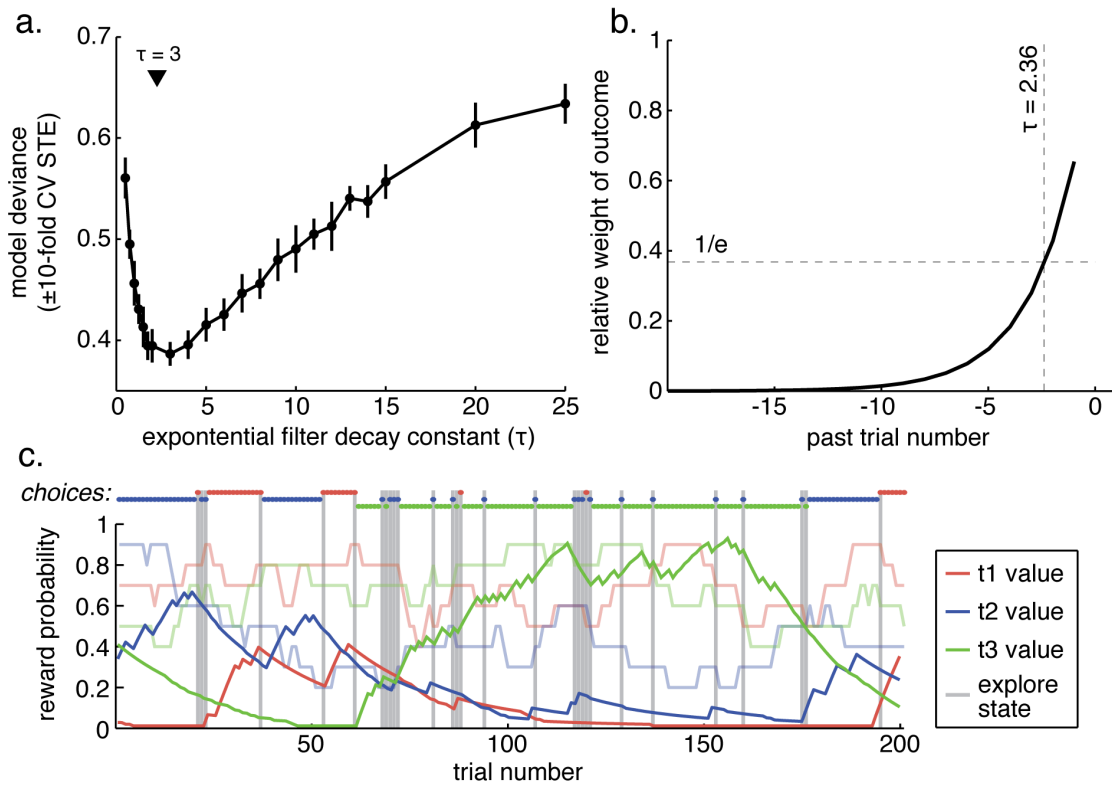 a.
0.7
0.6
0.5
0.4
τ = 3
model deviance
(±10-fold CV STE)
0 5 10 15 20 25
expontential filter decay constant (τ)
b.
1
0.8
0.6
0.4
0.2
0
1/e
τ = 2.36
relative weight of outcome
-15 -10 -5 0
past trial number
c.
choices:
1
0.8
0.6
0.4
0.2
0
reward probability
50 100 150 200
trial number
t1 value
t2 value
t3 value
explore
state